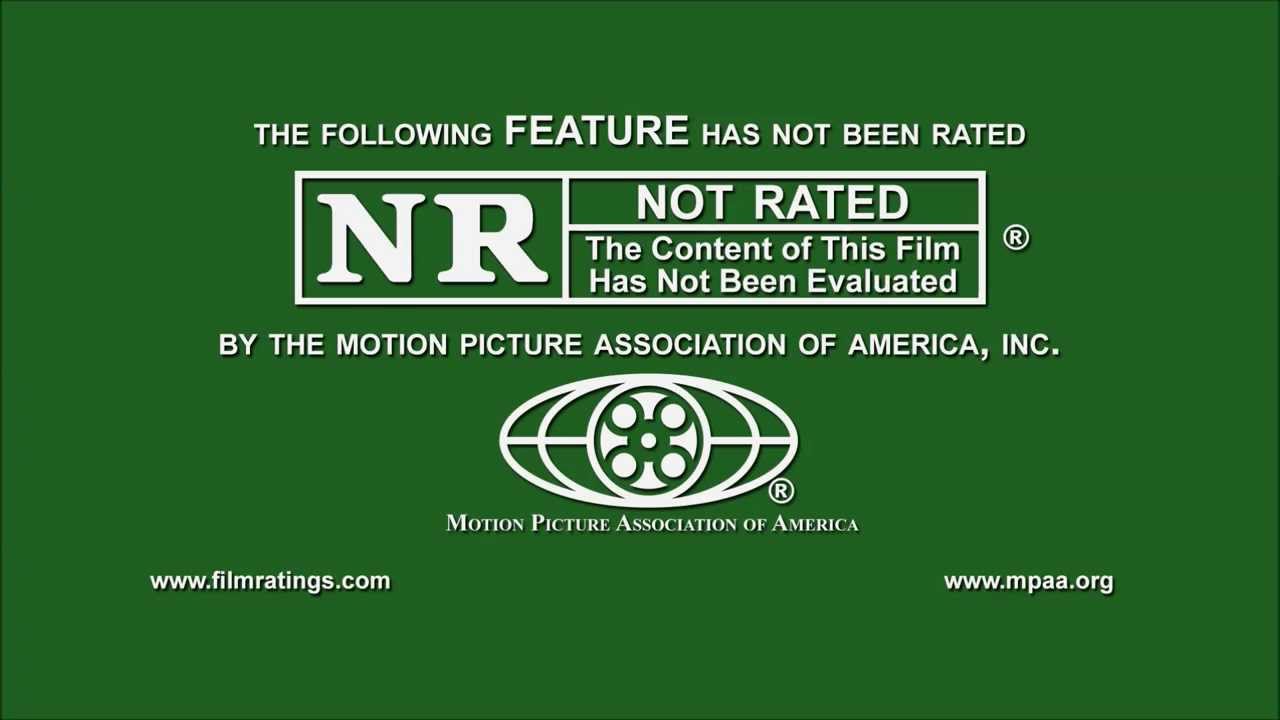 THE FOLLOWING FEATURE HAS NOT BEEN RATED
NR
NOT RATED
The Content of This Film
Has Not Been Evaluated
®
BY THE MOTION PICTURE ASSOCIATION OF AMERICA, INC.
®
MOTION PICTURE ASSOCIATION OF AMERICA
www.filmratings.com
www.mpaa.org